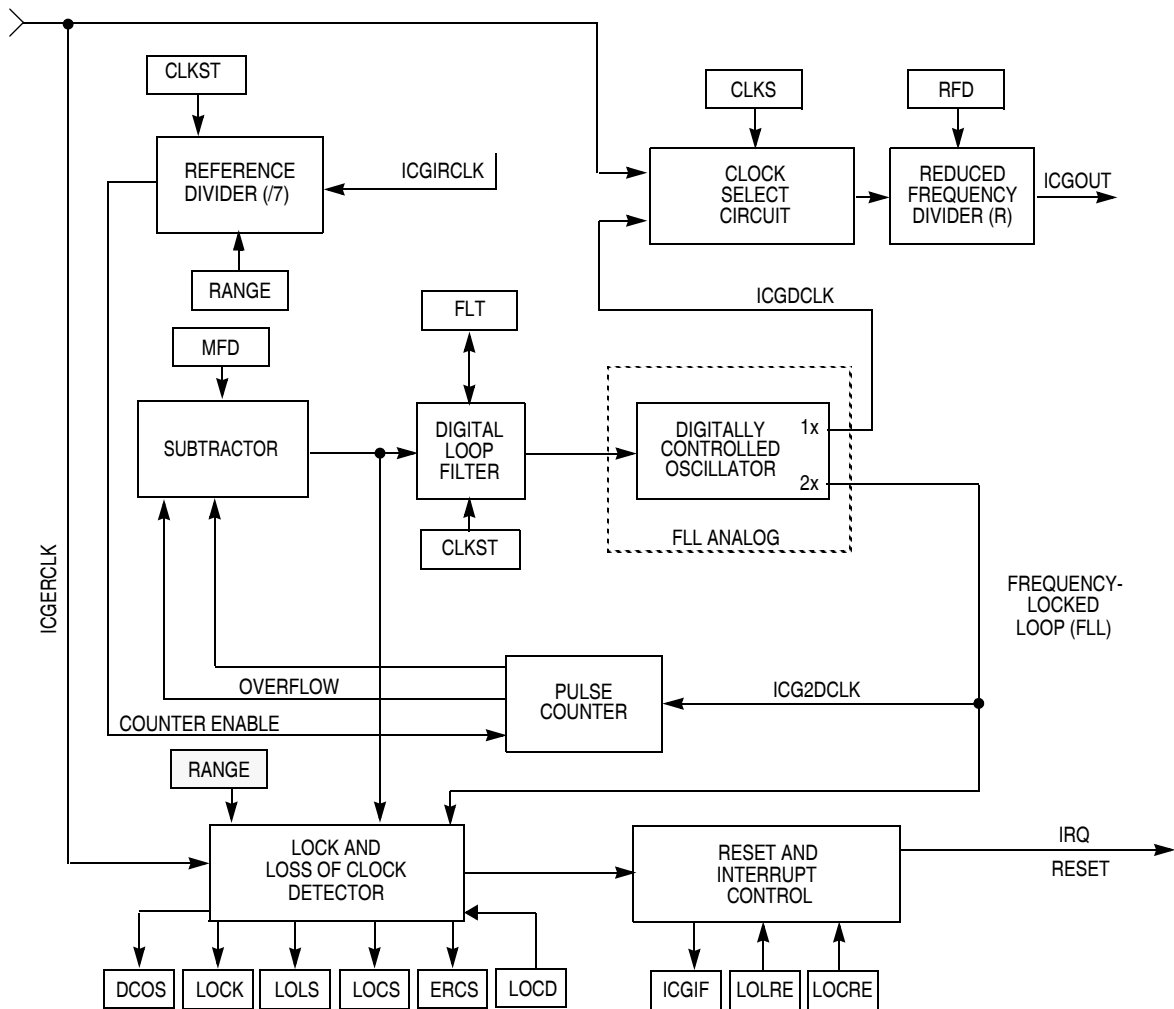 CLKST
CLKS
RFD
REFERENCE
DIVIDER (/7)
ICGIRCLK
CLOCK
SELECT
CIRCUIT
REDUCED
FREQUENCY
DIVIDER (R)
ICGOUT
RANGE
ICGDCLK
FLT
MFD
SUBTRACTOR
DIGITAL
LOOP
FILTER
DIGITALLY
CONTROLLED
OSCILLATOR
1x
2x
FLL ANALOG
CLKST
ICGERCLK
FREQUENCY-
LOCKED
LOOP (FLL)
OVERFLOW
PULSE
COUNTER
ICG2DCLK
COUNTER ENABLE
RANGE
LOCK AND
LOSS OF CLOCK
DETECTOR
RESET AND
INTERRUPT
CONTROL
IRQ
RESET
DCOS
LOCK
LOLS
LOCS
ERCS
LOCD
ICGIF
LOLRE
LOCRE